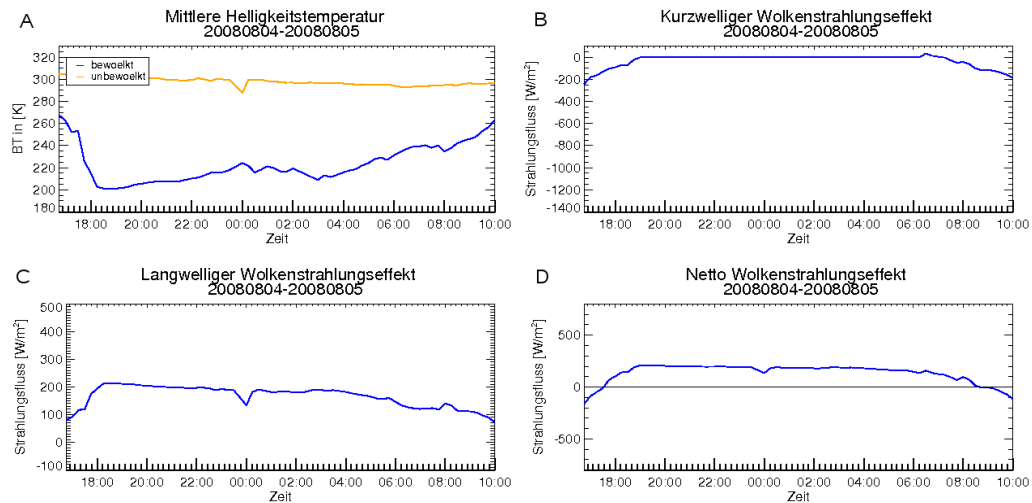 A
Mittlere Helligkeitstemperatur
20080804-20080805
bewoelkt
unbewoelkt
BT in [K]
320
300
280
260
240
220
200
180
18:00 20:00 22:00 00:00 02:00 04:00 06:00 08:00 10:00
Zeit
B
Kurzwelliger Wolkenstrahlungseffekt
20080804-20080805
Strahlungsfluss [W/m²]
0
-200
-400
-600
-800
-1000
-1200
-1400
18:00 20:00 22:00 00:00 02:00 04:00 06:00 08:00 10:00
Zeit
C
Langwelliger Wolkenstrahlungseffekt
20080804-20080805
Strahlungsfluss [W/m²]
500
400
300
200
100
0
-100
18:00 20:00 22:00 00:00 02:00 04:00 06:00 08:00 10:00
Zeit
D
Netto Wolkenstrahlungseffekt
20080804-20080805
Strahlungsfluss [W/m²]
500
0
-500
18:00 20:00 22:00 00:00 02:00 04:00 06:00 08:00 10:00
Zeit